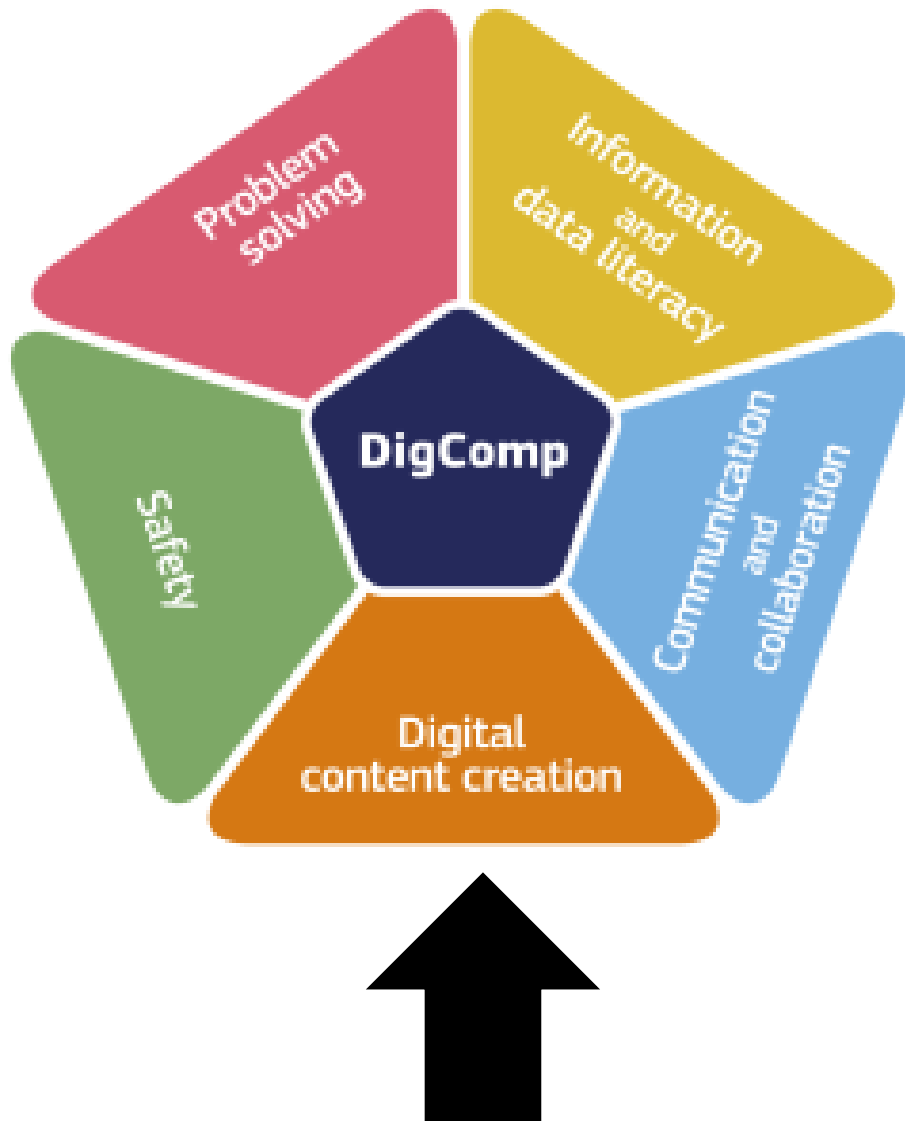 Problem
solving
Information
and
data literacy
DigComp
Safety
Communication
and
collaboration
Digital
content creation